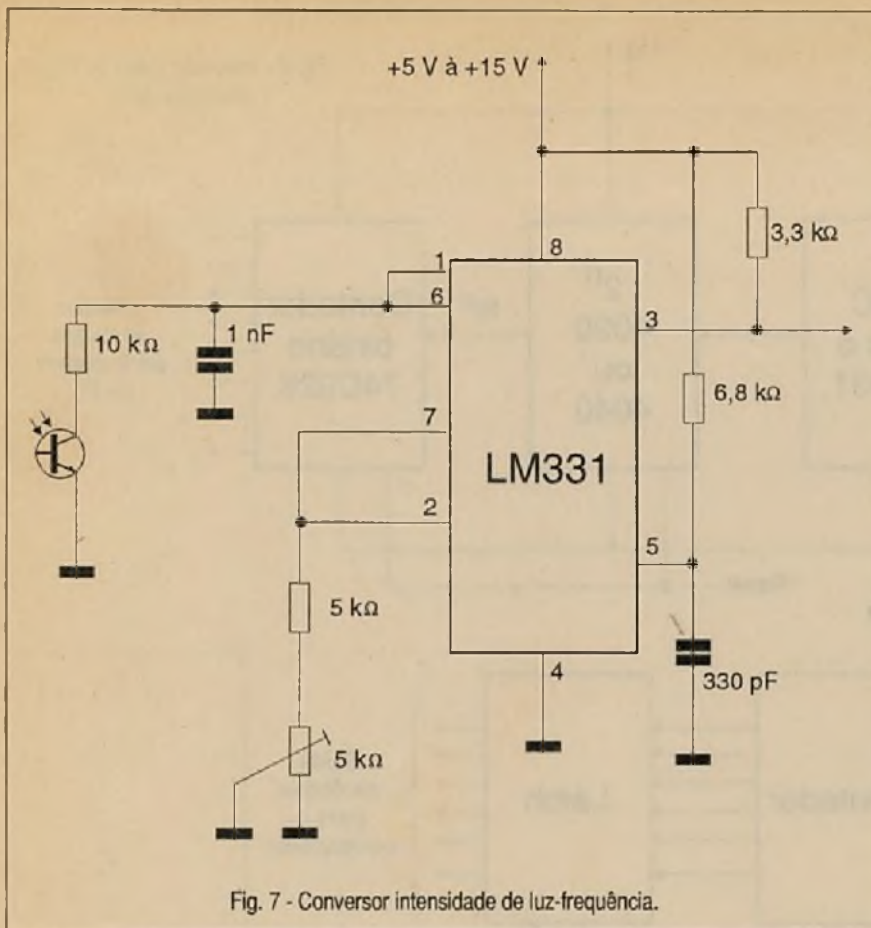 +5 V à +15 V
8
1
6
3,3 kΩ
3
10 kΩ
1 nF
6,8 kΩ
7
LM331
2
5
5 kΩ
4
330 pF
5 kΩ
Fig. 7 - Conversor intensidade de luz-frequência.